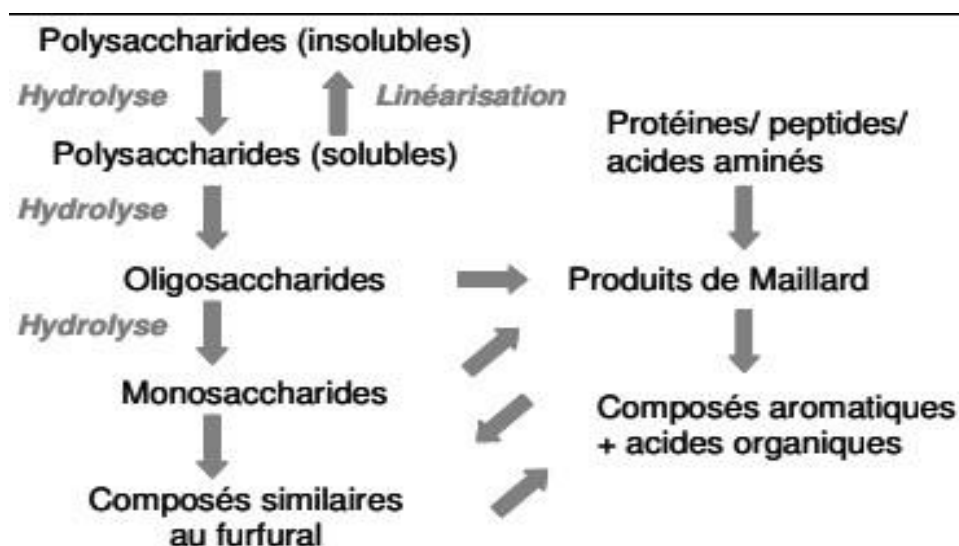 Polysaccharides (insolubles)
Hydrolyse
Linéarisation
Polysaccharides (solubles)
Protéines/ peptides/
acides aminés
Hydrolyse
Oligosaccharides
Produits de Maillard
Hydrolyse
Monosaccharides
Composés aromatiques
+ acides organiques
Composés similaires
au furfural